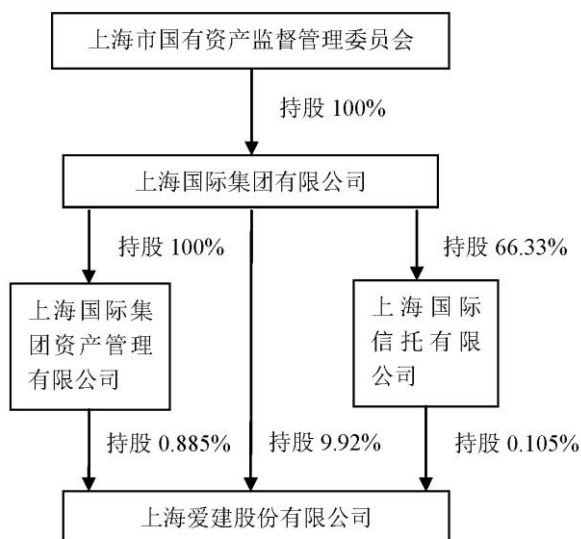 上海市国有资产监督管理委员会
持股 100%
上海国际集团有限公司
持股 100%
持股 66.33%
上海国际集
团资产管理
有限公司
上海国际
信托有限
公司
持股 0.885%
持股 9.92%
持股 0.105%
上海爱建股份有限公司